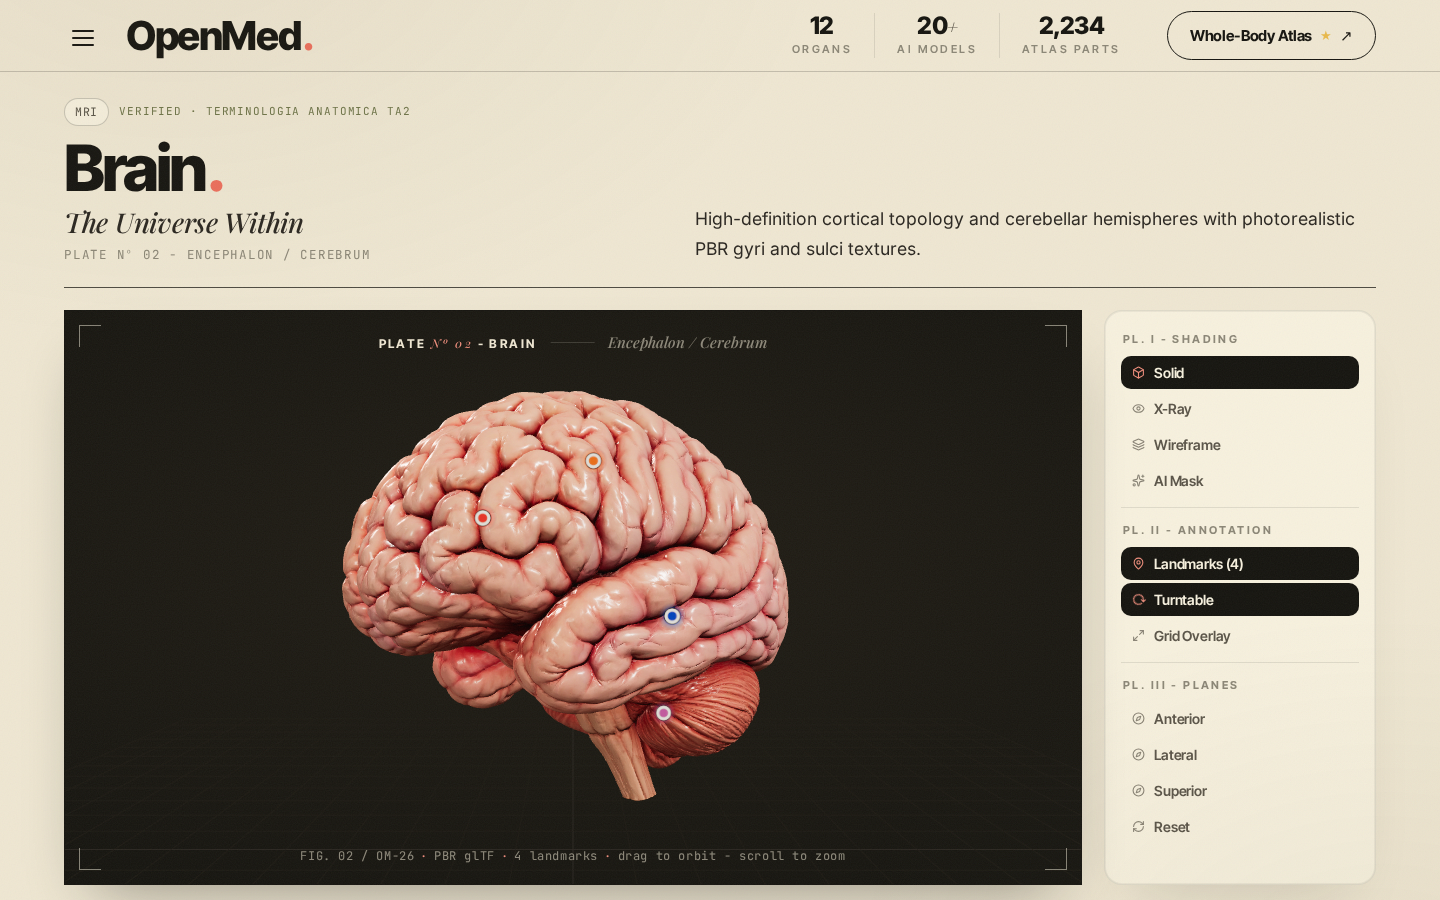 OpenMed.
12
ORGANS
20+
AI MODELS
2,234
ATLAS PARTS
Whole-Body Atlas ★ ↗
MRI
VERIFIED · TERMINOLOGIA ANATOMICA TA2
Brain.
The Universe Within
PLATE N° 02 - ENCEPHALON / CEREBRUM
High-definition cortical topology and cerebellar hemispheres with photorealistic
PBR gyri and sulci textures.
PLATE Nº 02 - BRAIN
Encephalon / Cerebrum
FIG. 02 / OM-26 · PBR glTF · 4 landmarks · drag to orbit - scroll to zoom
PL. I - SHADING
Solid
X-Ray
Wireframe
AI Mask
PL. II - ANNOTATION
Landmarks (4)
Turntable
Grid Overlay
PL. III - PLANES
Anterior
Lateral
Superior
Reset